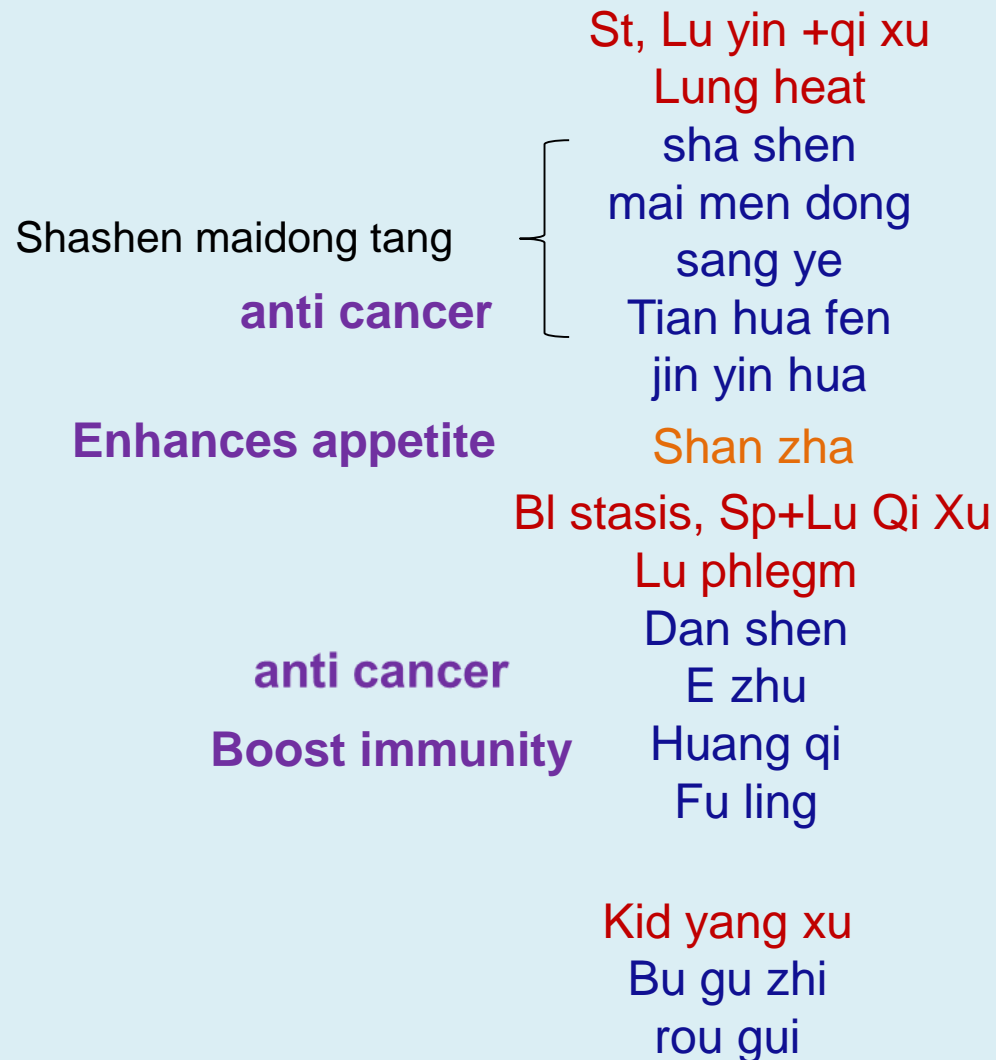 St, Lu yin +qi xu
Lung heat
sha shen
mai men dong
Shashen maidong tang
sang ye
anti cancer
Tian hua fen
jin yin hua
Enhances appetite
Shan zha
Bl stasis, Sp+Lu Qi Xu
Lu phlegm
Dan shen
anti cancer
E zhu
Boost immunity
Huang qi
Fu ling
Kid yang xu
Bu gu zhi
rou gui